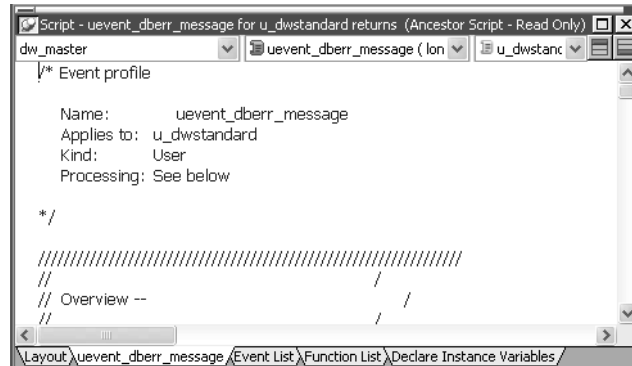 Script - uevent_dberr_message for u_dwstandard returns (Ancestor Script - Read Only)
dw_master uevent_dberr_message ( lon u_dwstanc
/* Event profile
Name: uevent_dberr_message
Applies to: u_dwstandard
Kind: User
Processing: See below
*/
/////////////////////////////////////////////////////////////////
// /
// Overview -- /
// /
\Layout\uevent_dberr_message/Event List\Function List\Declare Instance Variables/